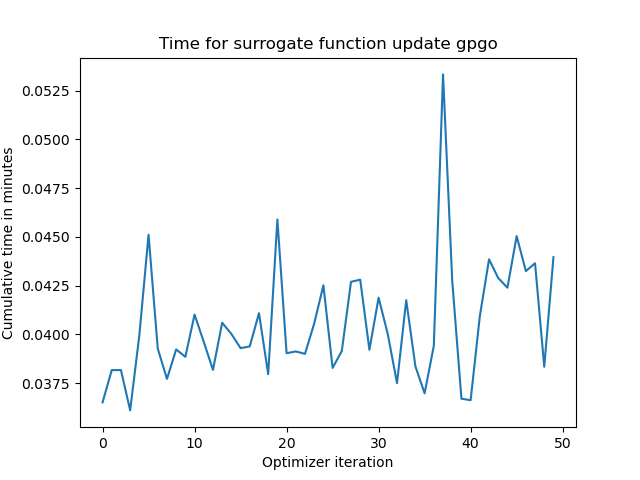 Time for surrogate function update gpgo
Cumulative time in minutes
0.0525
0.0500
0.0475
0.0450
0.0425
0.0400
0.0375
0 10 20 30 40 50
Optimizer iteration